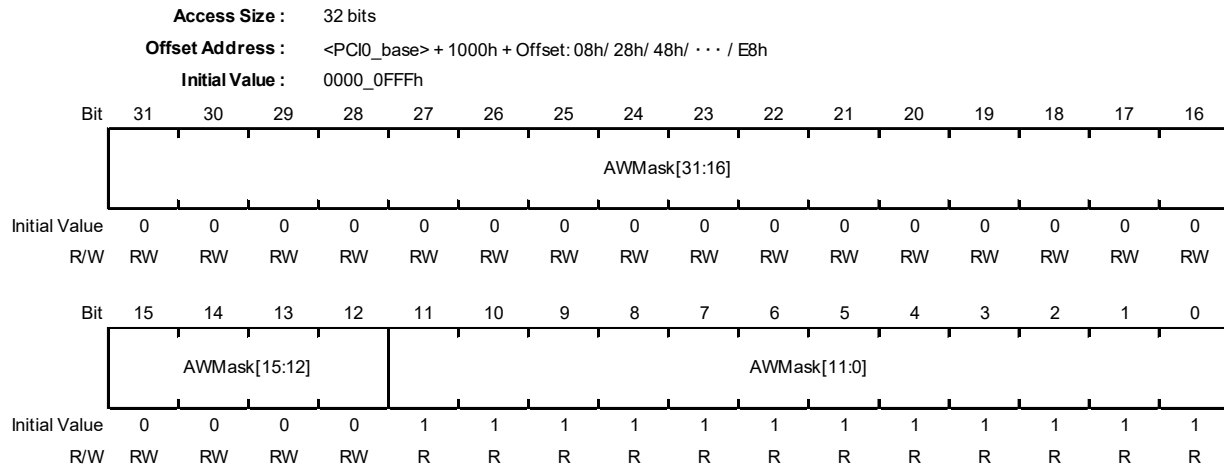 Access Size : 32 bits
Offset Address : <PCI0_base> + 1000h + Offset: 08h/ 28h/ 48h/ ・・・ / E8h
Initial Value : 0000_0FFFh
Bit 31 30 29 28 27 26 25 24 23 22 21 20 19 18 17 16
AWMask[31:16]
Initial Value 0 0 0 0 0 0 0 0 0 0 0 0 0 0 0 0
R/W RW RW RW RW RW RW RW RW RW RW RW RW RW RW RW RW
Bit 15 14 13 12 11 10 9 8 7 6 5 4 3 2 1 0
AWMask[15:12] AWMask[11:0]
Initial Value 0 0 0 0 1 1 1 1 1 1 1 1 1 1 1 1
R/W RW RW RW RW R R R R R R R R R R R R